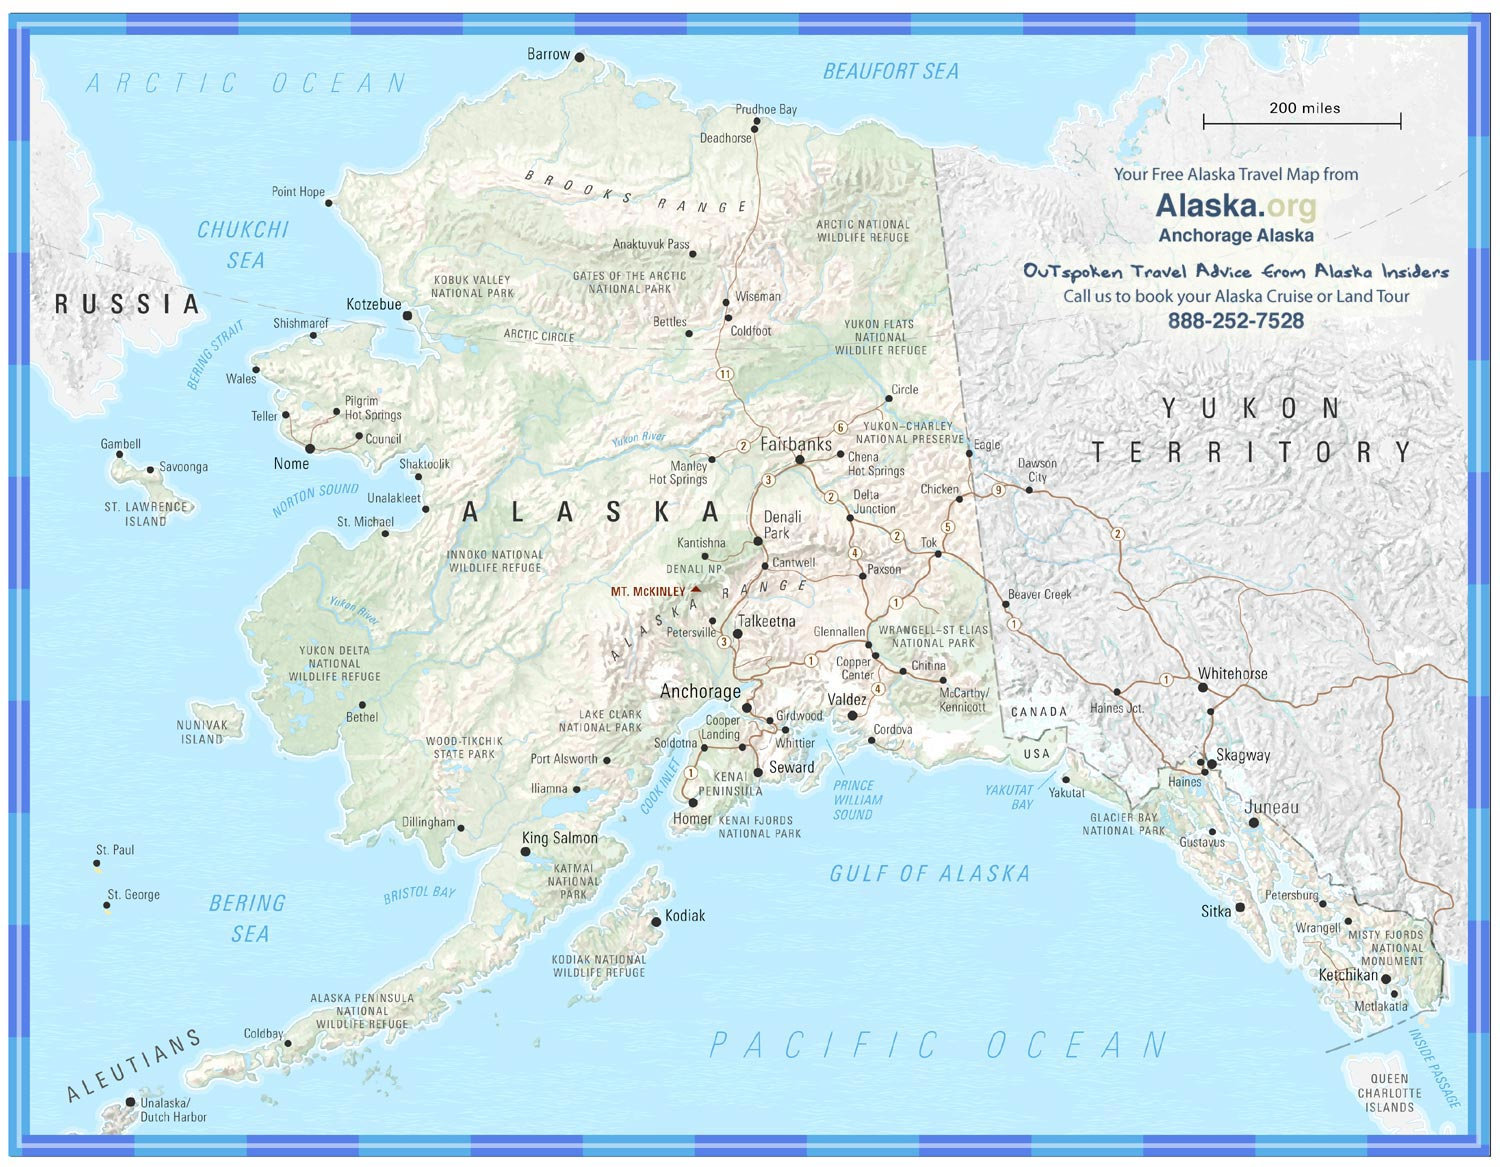 Barrow
ARCTIC OCEAN
BEAUFORT SEA
Prudhoe Bay
Deadhorse
200 miles
Your Free Alaska Travel Map from
Alaska.org
Anchorage Alaska
OuTspoken Travel Advice from Alaska Insiders
Call us to book your Alaska Cruise or Land Tour
888-252-7528
Point Hope
BROOKS RANGE
CHUKCHI
SEA
ARCTIC NATIONAL
WILDLIFE REFUGE
Anaktuvuk Pass
KOBUK VALLEY
NATIONAL PARK
GATES OF THE ARCTIC
NATIONAL PARK
RUSSIA
Kotzebue
Wiseman
Shishmaref
Bettles
Coldfoot
ARCTIC CIRCLE
YUKON FLATS
NATIONAL
WILDLIFE REFUGE
BERING STRAIT
Wales
11
Circle
YUKON
TERRITORY
Teller
Pilgrim
Hot Springs
Council
Nome
Yukon River
2
6
Fairbanks
YUKON–CHARLEY
NATIONAL PRESERVE
Eagle
Gambell
Savoonga
ST. LAWRENCE
ISLAND
Shaktoolik
Manley
Hot Springs
Chena
Hot Springs
Dawson
City
NORTON SOUND
Unalakleet
St. Michael
ALASKA
3
2
Delta
Junction
Chicken
9
Denali
Park
2
5
2
INNOKO NATIONAL
WILDLIFE REFUGE
Kantishna
DENALI NP
Cantwell
4
Paxson
Tok
MT. McKINLEY
ALASKA RANGE
Yukon River
Beaver Creek
1
1
Petersville
Talkeetna
3
Glennallen
WRANGELL–ST ELIAS
NATIONAL PARK
YUKON DELTA
NATIONAL
WILDLIFE REFUGE
1
Copper
Center
Chitina
4
McCarthy/
Kennicott
1
Whitehorse
Haines Jct.
Anchorage
Valdez
CANADA
USA
NUNIVAK
ISLAND
Bethel
LAKE CLARK
NATIONAL PARK
Cooper
Landing
Girdwood
Whittier
Cordova
WOOD-TIKCHIK
STATE PARK
Soldotna
Port Alsworth
Seward
Skagway
Haines
COOK INLET
1
KENAI
PENINSULA
PRINCE
WILLIAM
SOUND
YAKUTAT
BAY
Yakutat
Iliamna
Homer
KENAI FJORDS
NATIONAL PARK
GLACIER BAY
NATIONAL PARK
Juneau
Gustavus
Dillingham
King Salmon
St. Paul
St. George
BERING
SEA
BRISTOL BAY
KATMAI
NATIONAL
PARK
GULF OF ALASKA
Petersburg
Sitka
Wrangell
MISTY FJORDS
NATIONAL
MONUMENT
Kodiak
KODIAK NATIONAL
WILDLIFE REFUGE
Ketchikan
Metlakatla
ALASKA PENINSULA
NATIONAL
WILDLIFE REFUGE
Coldbay
ALEUTIANS
PACIFIC OCEAN
INSIDE PASSAGE
QUEEN
CHARLOTTE
ISLANDS
Unalaska/
Dutch Harbor